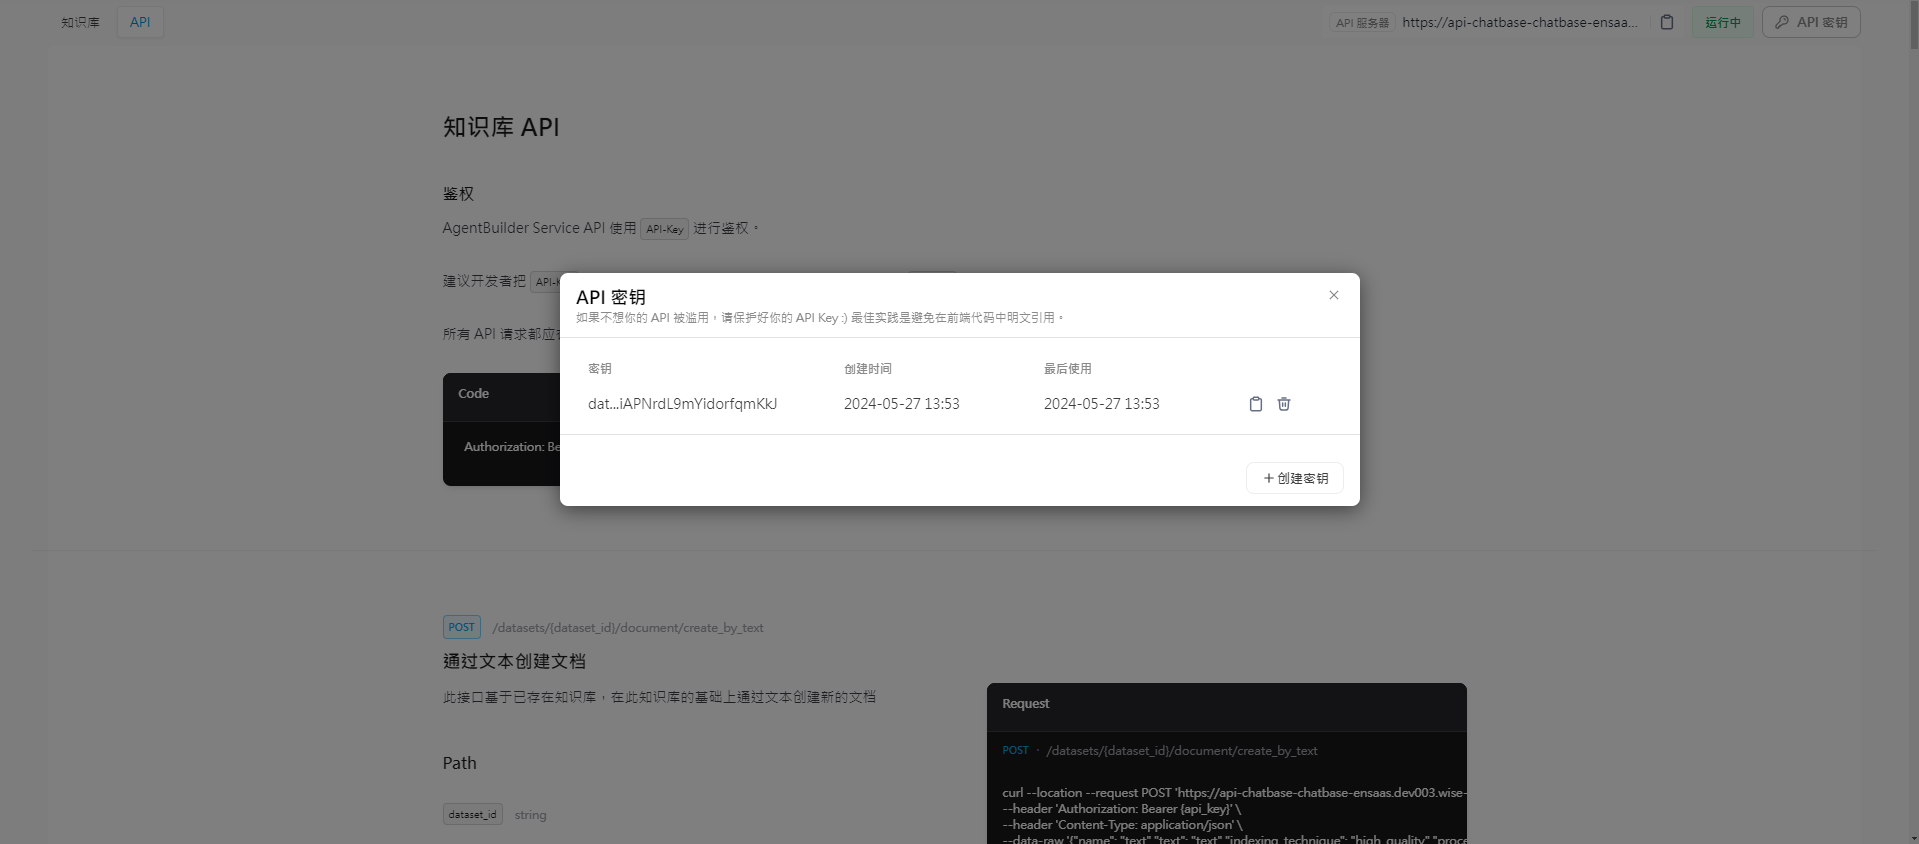 知识库 API API 服务器 https://api-chatbase-chatbase-ensaa... 运行中 API 密钥
知识库 API
鉴权
AgentBuilder Service API 使用 API-Key 进行鉴权。
建议开发者把 API-K
所有 API 请求都应
Code
Authorization: Be
API 密钥
如果不想你的 API 被滥用，请保护好你的 API Key :) 最佳实践是避免在前端代码中明文引用。
密钥 创建时间 最后使用
dat...iAPNrdL9mYidorfqmKkJ 2024-05-27 13:53 2024-05-27 13:53
+ 创建密钥
POST /datasets/{dataset_id}/document/create_by_text
通过文本创建文档
此接口基于已存在知识库，在此知识库的基础上通过文本创建新的文档
Path
dataset_id string
Request
POST · /datasets/{dataset_id}/document/create_by_text
curl --location --request POST 'https://api-chatbase-chatbase-ensaas.dev003.wise-
--header 'Authorization: Bearer {api_key}' \
--header 'Content-Type: application/json' \
--data-raw '{"name": "text","text": "text","indexing_technique": "high_quality","proce